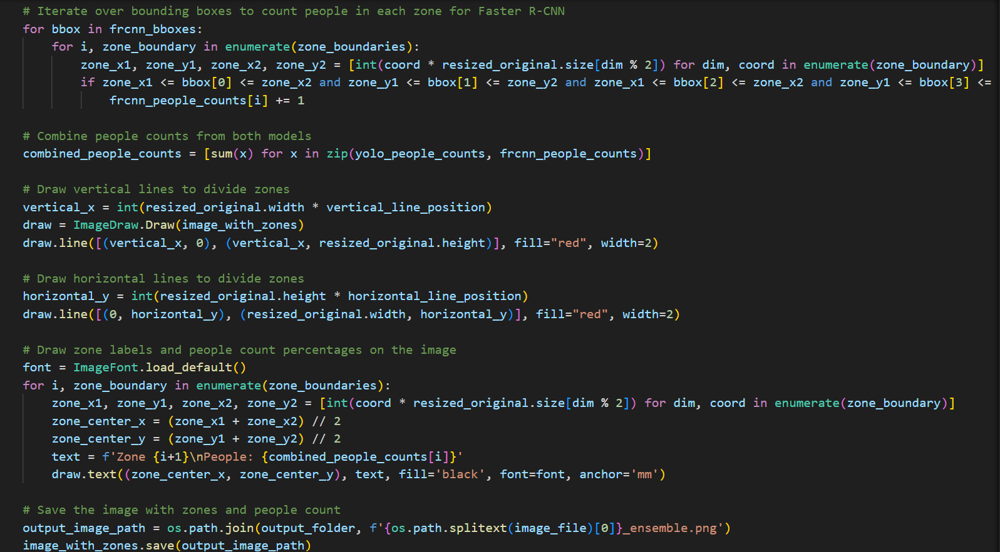 # Iterate over bounding boxes to count people in each zone for Faster R-CNN
for bbox in frcnn_bboxes:
    for i, zone_boundary in enumerate(zone_boundaries):
        zone_x1, zone_y1, zone_x2, zone_y2 = [int(coord * resized_original.size[dim % 2]) for dim, coord in enumerate(zone_boundary)]
        if zone_x1 <= bbox[0] <= zone_x2 and zone_y1 <= bbox[1] <= zone_y2 and zone_x1 <= bbox[2] <= zone_x2 and zone_y1 <= bbox[3] <=
            frcnn_people_counts[i] += 1

# Combine people counts from both models
combined_people_counts = [sum(x) for x in zip(yolo_people_counts, frcnn_people_counts)]

# Draw vertical lines to divide zones
vertical_x = int(resized_original.width * vertical_line_position)
draw = ImageDraw.Draw(image_with_zones)
draw.line([(vertical_x, 0), (vertical_x, resized_original.height)], fill="red", width=2)

# Draw horizontal lines to divide zones
horizontal_y = int(resized_original.height * horizontal_line_position)
draw.line([(0, horizontal_y), (resized_original.width, horizontal_y)], fill="red", width=2)

# Draw zone labels and people count percentages on the image
font = ImageFont.load_default()
for i, zone_boundary in enumerate(zone_boundaries):
    zone_x1, zone_y1, zone_x2, zone_y2 = [int(coord * resized_original.size[dim % 2]) for dim, coord in enumerate(zone_boundary)]
    zone_center_x = (zone_x1 + zone_x2) // 2
    zone_center_y = (zone_y1 + zone_y2) // 2
    text = f'Zone {i+1}\nPeople: {combined_people_counts[i]}'
    draw.text((zone_center_x, zone_center_y), text, fill='black', font=font, anchor='mm')

# Save the image with zones and people count
output_image_path = os.path.join(output_folder, f'{os.path.splitext(image_file)[0]}_ensemble.png')
image_with_zones.save(output_image_path)